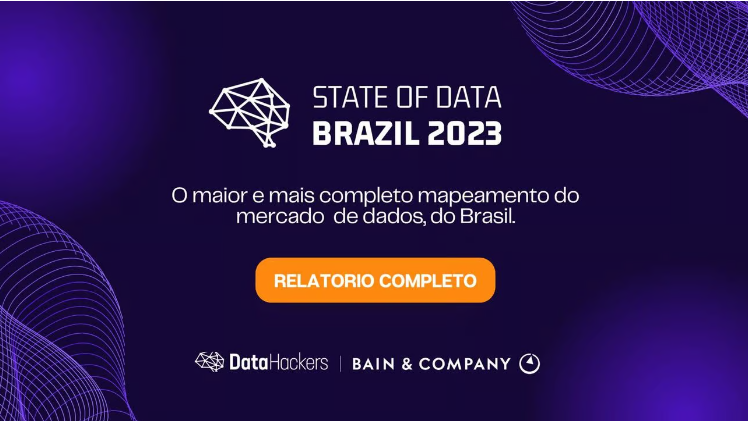 STATE OF DATA
BRAZIL 2023
O maior e mais completo mapeamento do
mercado de dados, do Brasil.
RELATORIO COMPLETO
DataHackers | BAIN & COMPANY